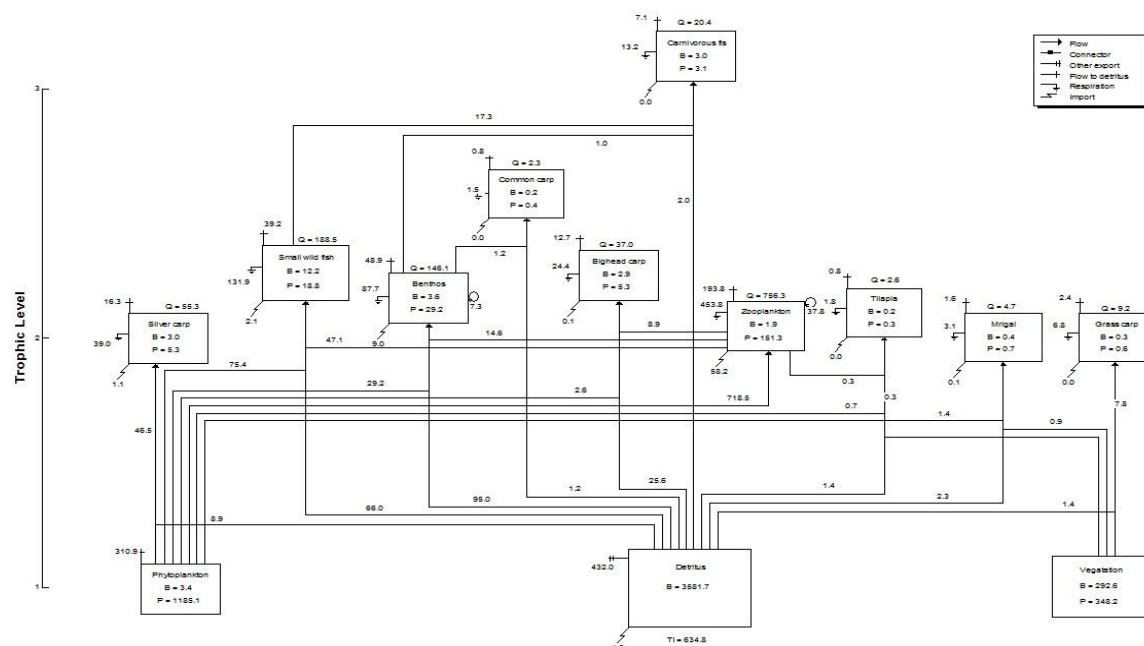 7.1
Q = 20.4
Carnivorous fis
B = 3.0
P = 3.1
13.2
0.0
Flow
Connector
Other export
Flow to detritus
Respiration
Import
3
17.3
1.0
2.0
0.8
Q = 2.3
Common carp
B = 0.2
P = 0.4
1.5
0.0
1.2
39.2
Q = 188.5
Small wild fish
B = 12.2
P = 18.8
131.9
2.1
48.9
Q = 146.1
Benthos
B = 3.6
P = 29.2
87.7
7.3
9.0
12.7
Q = 37.0
Bighead carp
B = 2.9
P = 5.3
24.4
0.1
193.8
Q = 756.3
453.8
Zooplankton
B = 1.9
P = 151.3
37.8
58.2
0.8
Q = 2.6
Tilapia
B = 0.2
P = 0.3
1.8
0.0
1.6
Q = 4.7
Mrigal
B = 0.4
P = 0.7
3.1
0.1
2.4
Q = 9.2
Grass carp
B = 0.3
P = 0.6
6.8
0.0
16.3
Q = 55.3
Silver carp
B = 3.0
P = 5.3
39.0
1.1
Trophic Level
2
8.9
14.6
47.1
75.4
29.2
2.6
718.5
0.3
0.3
0.7
1.4
0.9
7.8
46.5
25.6
1.2
95.0
66.0
8.9
1.4
2.3
1.4
310.9
Phytoplankton
B = 3.4
P = 1185.1
432.0
Detritus
B = 3581.7
TI = 634.8
Vegatation
B = 292.6
P = 348.2
1